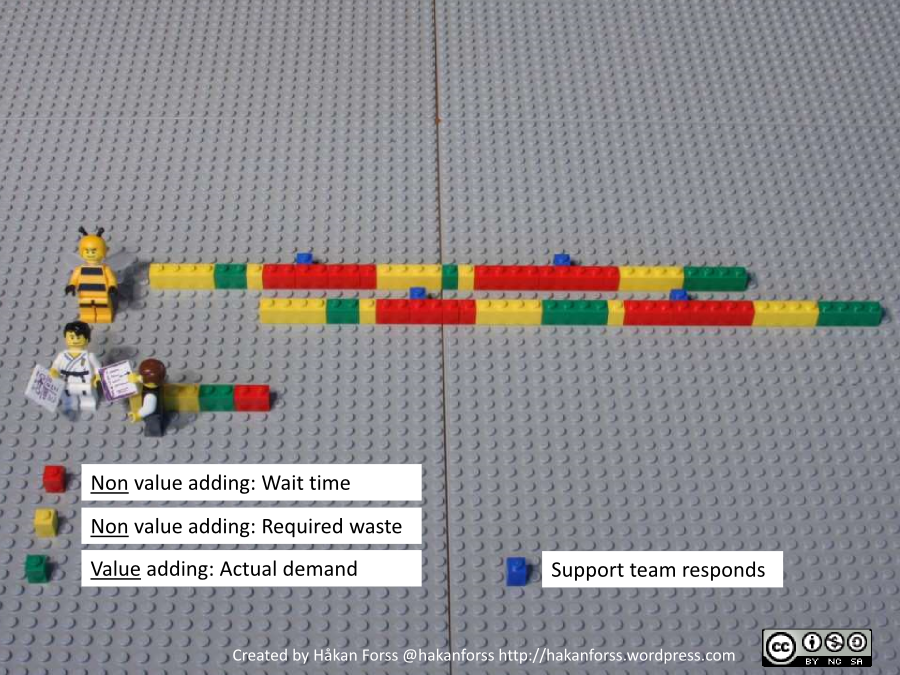 Non value adding: Wait time
Non value adding: Required waste
Value adding: Actual demand
Support team responds
Created by Håkan Forss @hakanforss http://hakanforss.wordpress.com
cc
BY NC SA